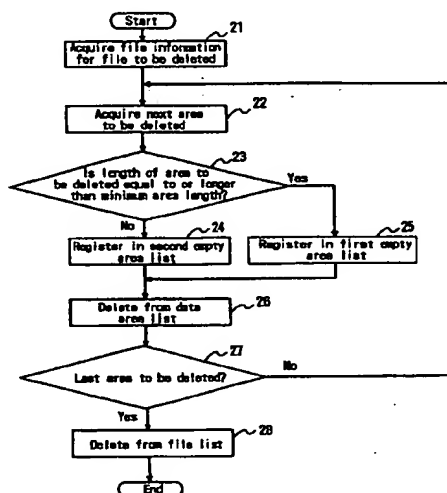 Start
21
Acquire file information
for file to be deleted
22
Acquire next area
to be deleted
23
Is length of area to
be deleted equal to or longer
than minimum area length?
Yes
No
24
25
Register in second empty
area list
Register in first empty
area list
26
Delete from data
area list
27
Last area to be deleted?
No
Yes
28
Delete from file list
End